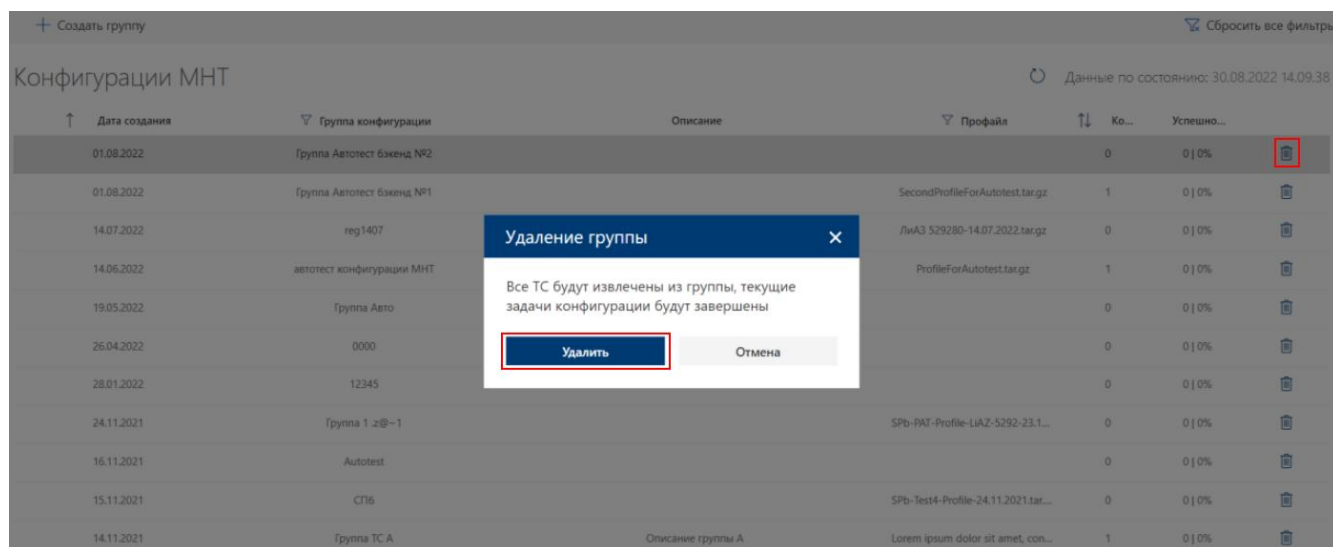 Создать группу
Сбросить все фильтры
Конфигурации МНТ
Данные по состоянию: 30.08.2022 14.09.38
Дата создания Группа конфигурации Описание Профайл Ко... Успешно...
01.08.2022 Группа Автотест бэкенд №2 0 0 | 0%
01.08.2022 Группа Автотест бэкенд №1 SecondProfileForAutotest.tar.gz 1 0 | 0%
14.07.2022 reg1407 ЛиАЗ 529280-14.07.2022.tar.gz 0 0 | 0%
Удаление группы
14.06.2022 автотест конфигурации МНТ ProfileForAutotest.tar.gz 1 0 | 0%
Все ТС будут извлечены из группы, текущие
задачи конфигурации будут завершены
19.05.2022 Группа Авто 0 0 | 0%
26.04.2022 0000 0 0 | 0%
Удалить Отмена
28.01.2022 12345 0 0 | 0%
24.11.2021 Группа 1 .z@~1 SPb-PAT-Profile-LiAZ-5292-23.1... 0 0 | 0%
16.11.2021 Autotest 0 0 | 0%
15.11.2021 СПб SPb-Test4-Profile-24.11.2021.tar.... 0 0 | 0%
14.11.2021 Группа ТС А Описание группы А Lorem ipsum dolor sit amet, con... 1 0 | 0%